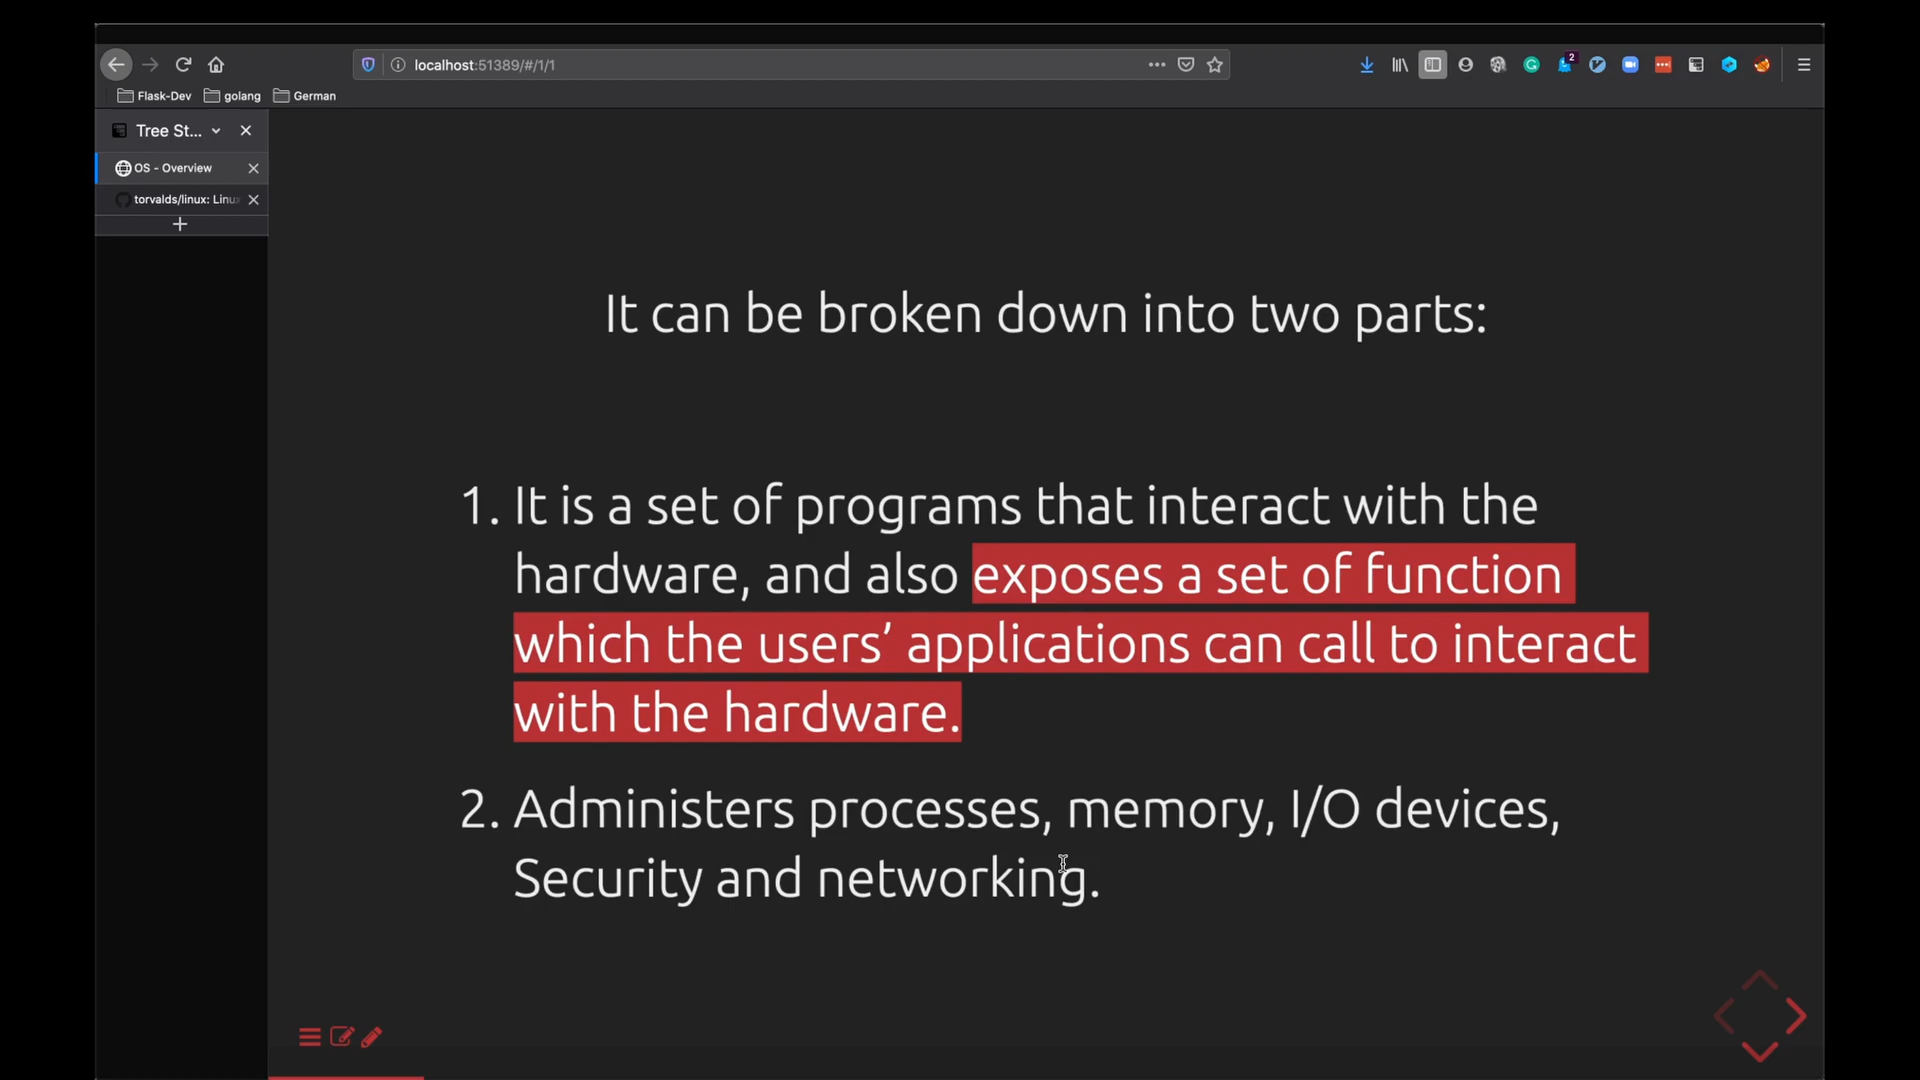 localhost:51389/#/1/1
2
Flask-Dev golang German
Tree St...
OS - Overview
torvalds/linux: Linu
It can be broken down into two parts:
1. It is a set of programs that interact with the
hardware, and also exposes a set of function
which the users’ applications can call to interact
with the hardware.
2. Administers processes, memory, I/O devices,
Security and networking.